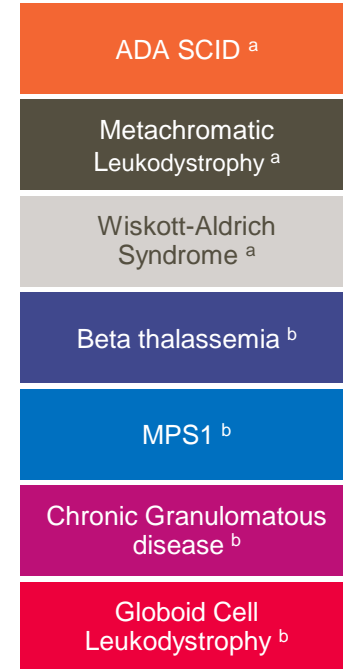 ADA SCID a
Metachromatic
Leukodystrophy a
Wiskott-Aldrich
Syndrome a
Beta thalassemia b
MPS1 b
Chronic Granulomatous
disease b
Globoid Cell
Leukodystrophy b